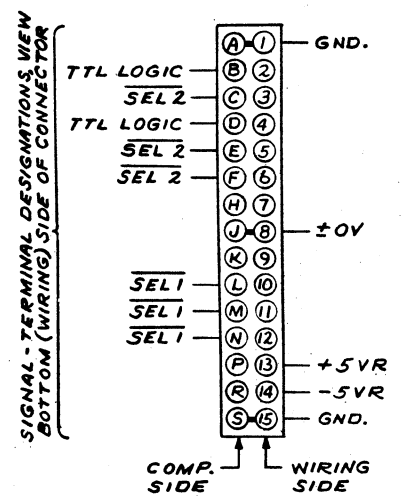 SIGNAL-TERMINAL DESIGNATIONS, VIEW
BOTTOM (WIRING) SIDE OF CONNECTOR
A 1 GND.
TTL LOGIC B 2
SEL 2 C 3
TTL LOGIC D 4
SEL 2 E 5
SEL 2 F 6
H 7
J 8 ±OV
K 9
SEL 1 L 10
SEL 1 M 11
SEL 1 N 12
P 13 +5VR
R 14 -5VR
S 15 GND.
COMP. SIDE
WIRING SIDE